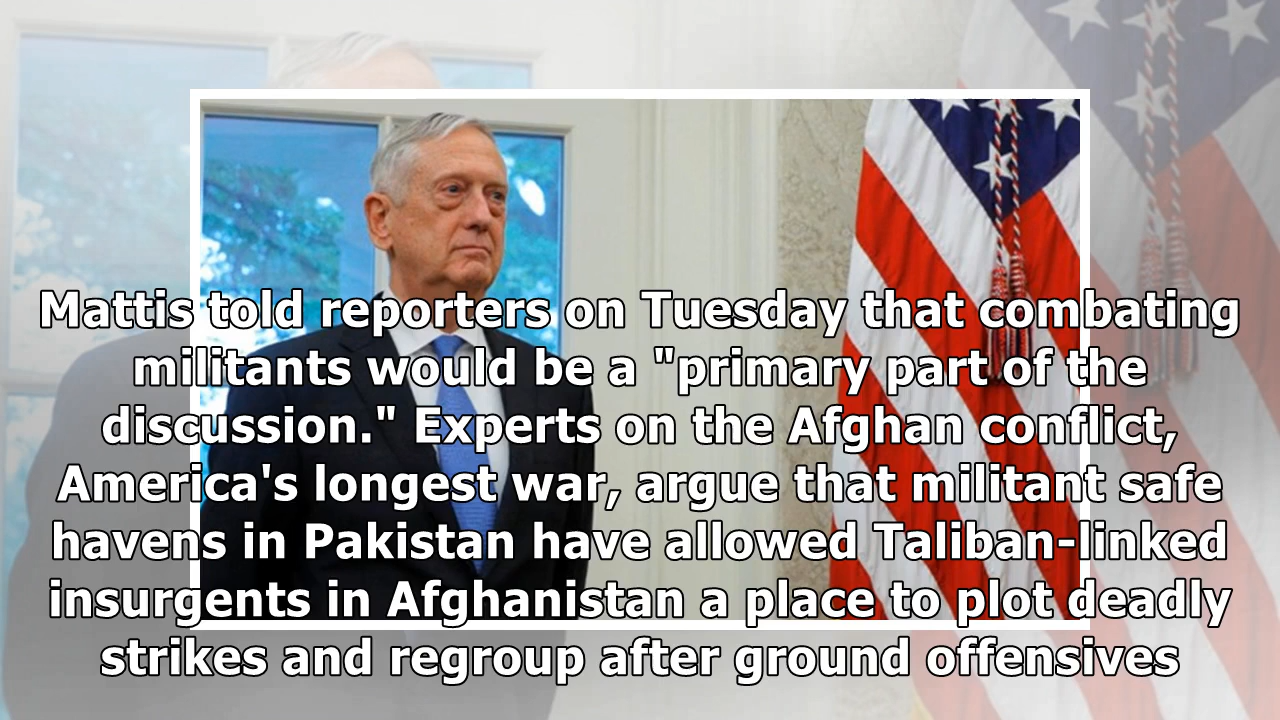 Mattis told reporters on Tuesday that combating
militants would be a "primary part of the
discussion." Experts on the Afghan conflict,
America's longest war, argue that militant safe
havens in Pakistan have allowed Taliban-linked
insurgents in Afghanistan a place to plot deadly
strikes and regroup after ground offensives